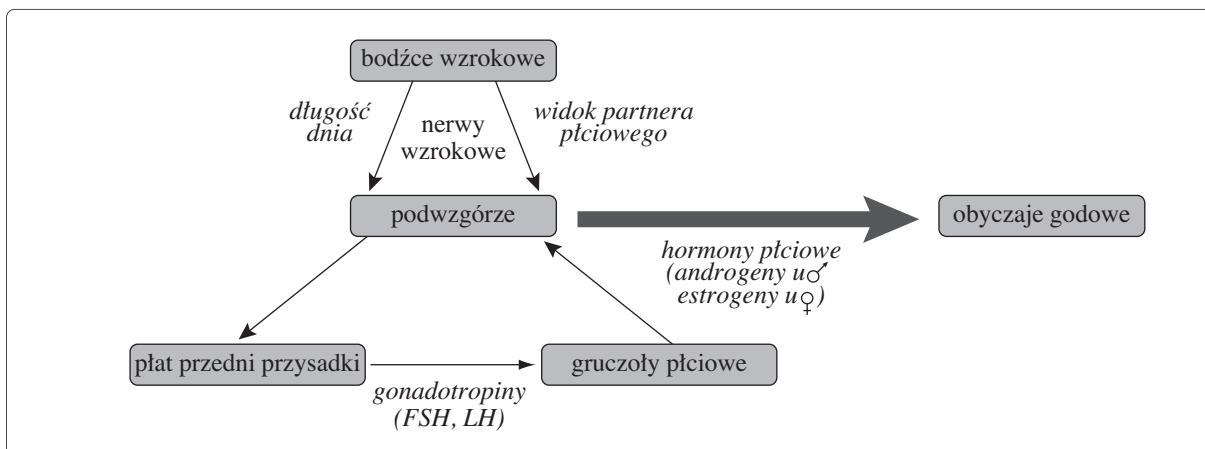 bodźce wzrokowe
długość
dnia
nerwy
wzrokowe
widok partnera
płciowego
podwzgórze
obyczaje godowe
hormony płciowe
(androgeny u♂
estrogeny u♀)
płat przedni przysadki
gonadotropiny
(FSH, LH)
gruczoły płciowe